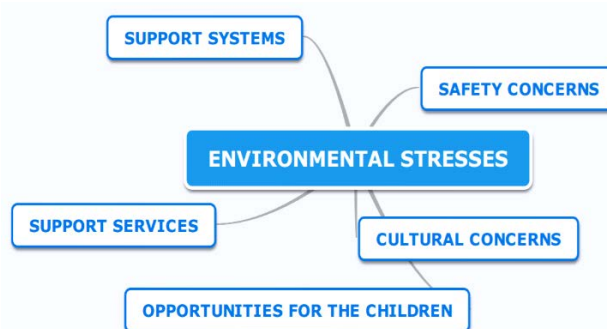 SUPPORT SYSTEMS
SAFETY CONCERNS
ENVIRONMENTAL STRESSES
SUPPORT SERVICES
CULTURAL CONCERNS
OPPORTUNITIES FOR THE CHILDREN